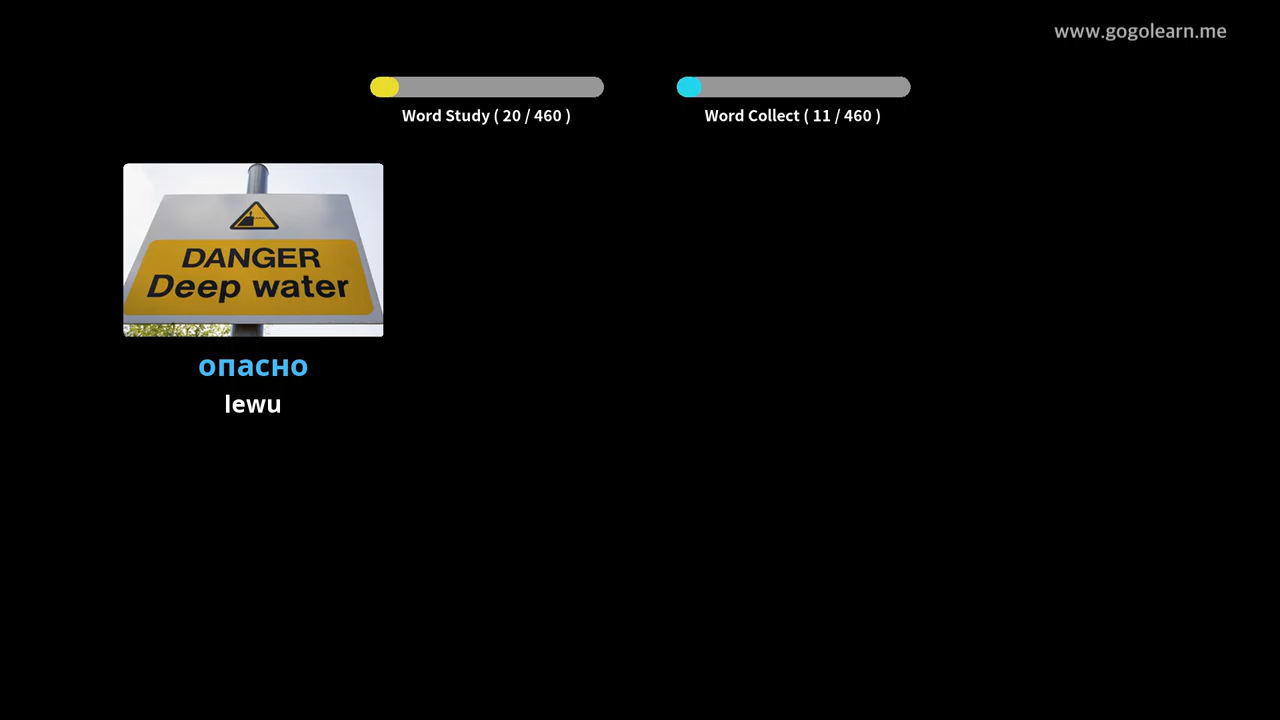 www.gogolearn.me
Word Study ( 20 / 460 )
Word Collect ( 11 / 460 )
DANGER
Deep water
опасно
lewu